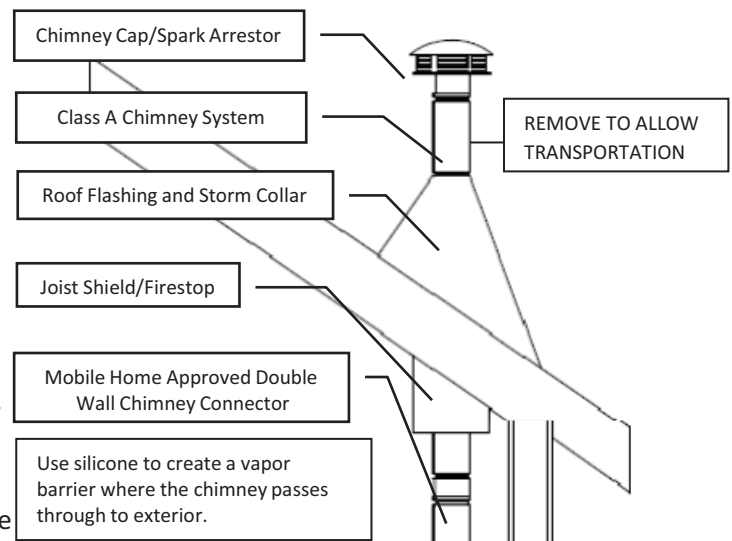 Chimney Cap/Spark Arrestor
Class A Chimney System
REMOVE TO ALLOW
TRANSPORTATION
Roof Flashing and Storm Collar
Joist Shield/Firestop
Mobile Home Approved Double
Wall Chimney Connector
Use silicone to create a vapor
barrier where the chimney passes
through to exterior.
e